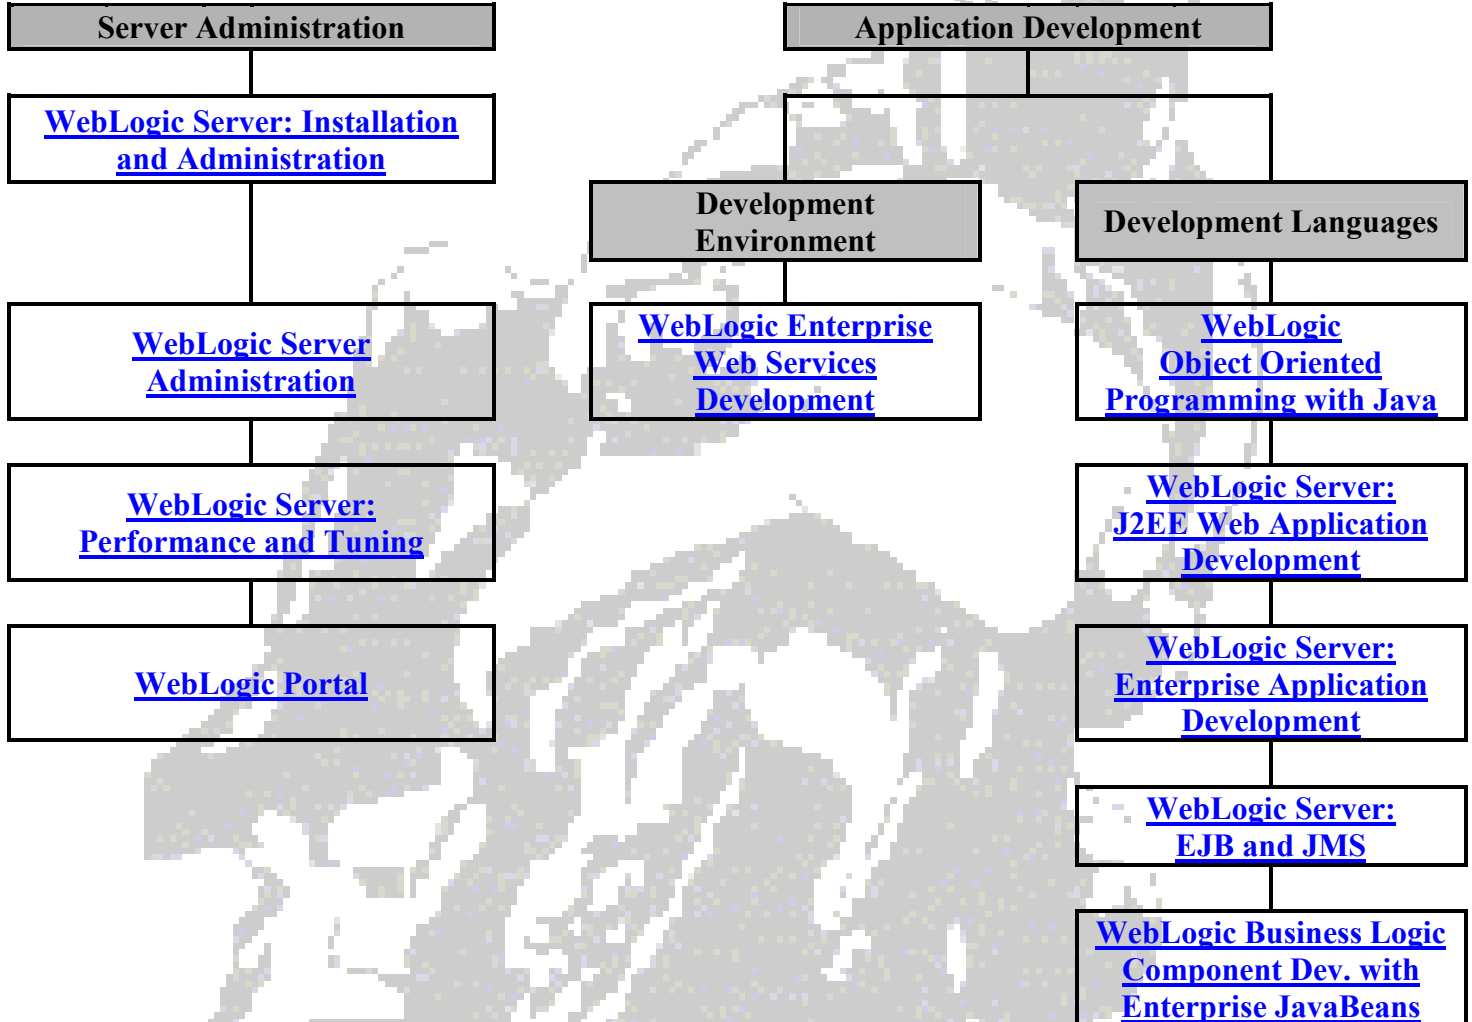 Server Administration
Application Development
WebLogic Server: Installation
and Administration
Development
Environment
Development Languages
WebLogic Server
Administration
WebLogic Enterprise
Web Services
Development
WebLogic
Object Oriented
Programming with Java
WebLogic Server:
Performance and Tuning
WebLogic Server:
J2EE Web Application
Development
WebLogic Portal
WebLogic Server:
Enterprise Application
Development
WebLogic Server:
EJB and JMS
WebLogic Business Logic
Component Dev. with
Enterprise JavaBeans